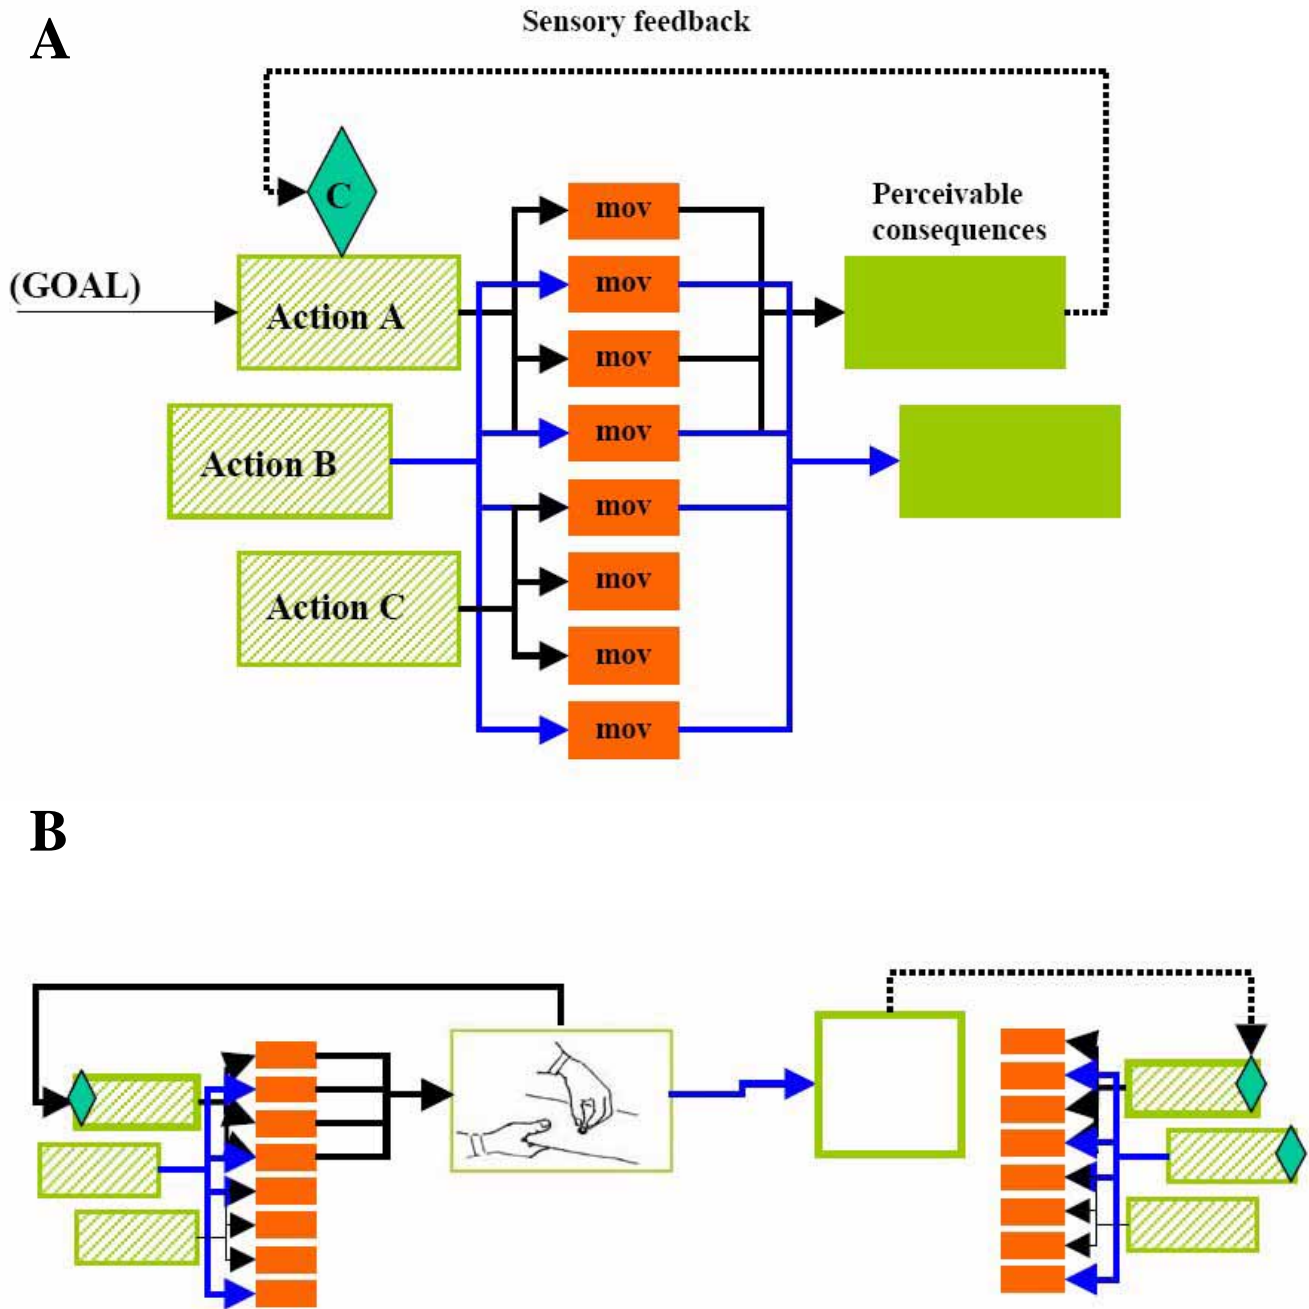 A
Sensory feedback
C
Perceivable
consequences
(GOAL)
Action A
Action B
Action C
mov
mov
mov
mov
mov
mov
mov
mov
B